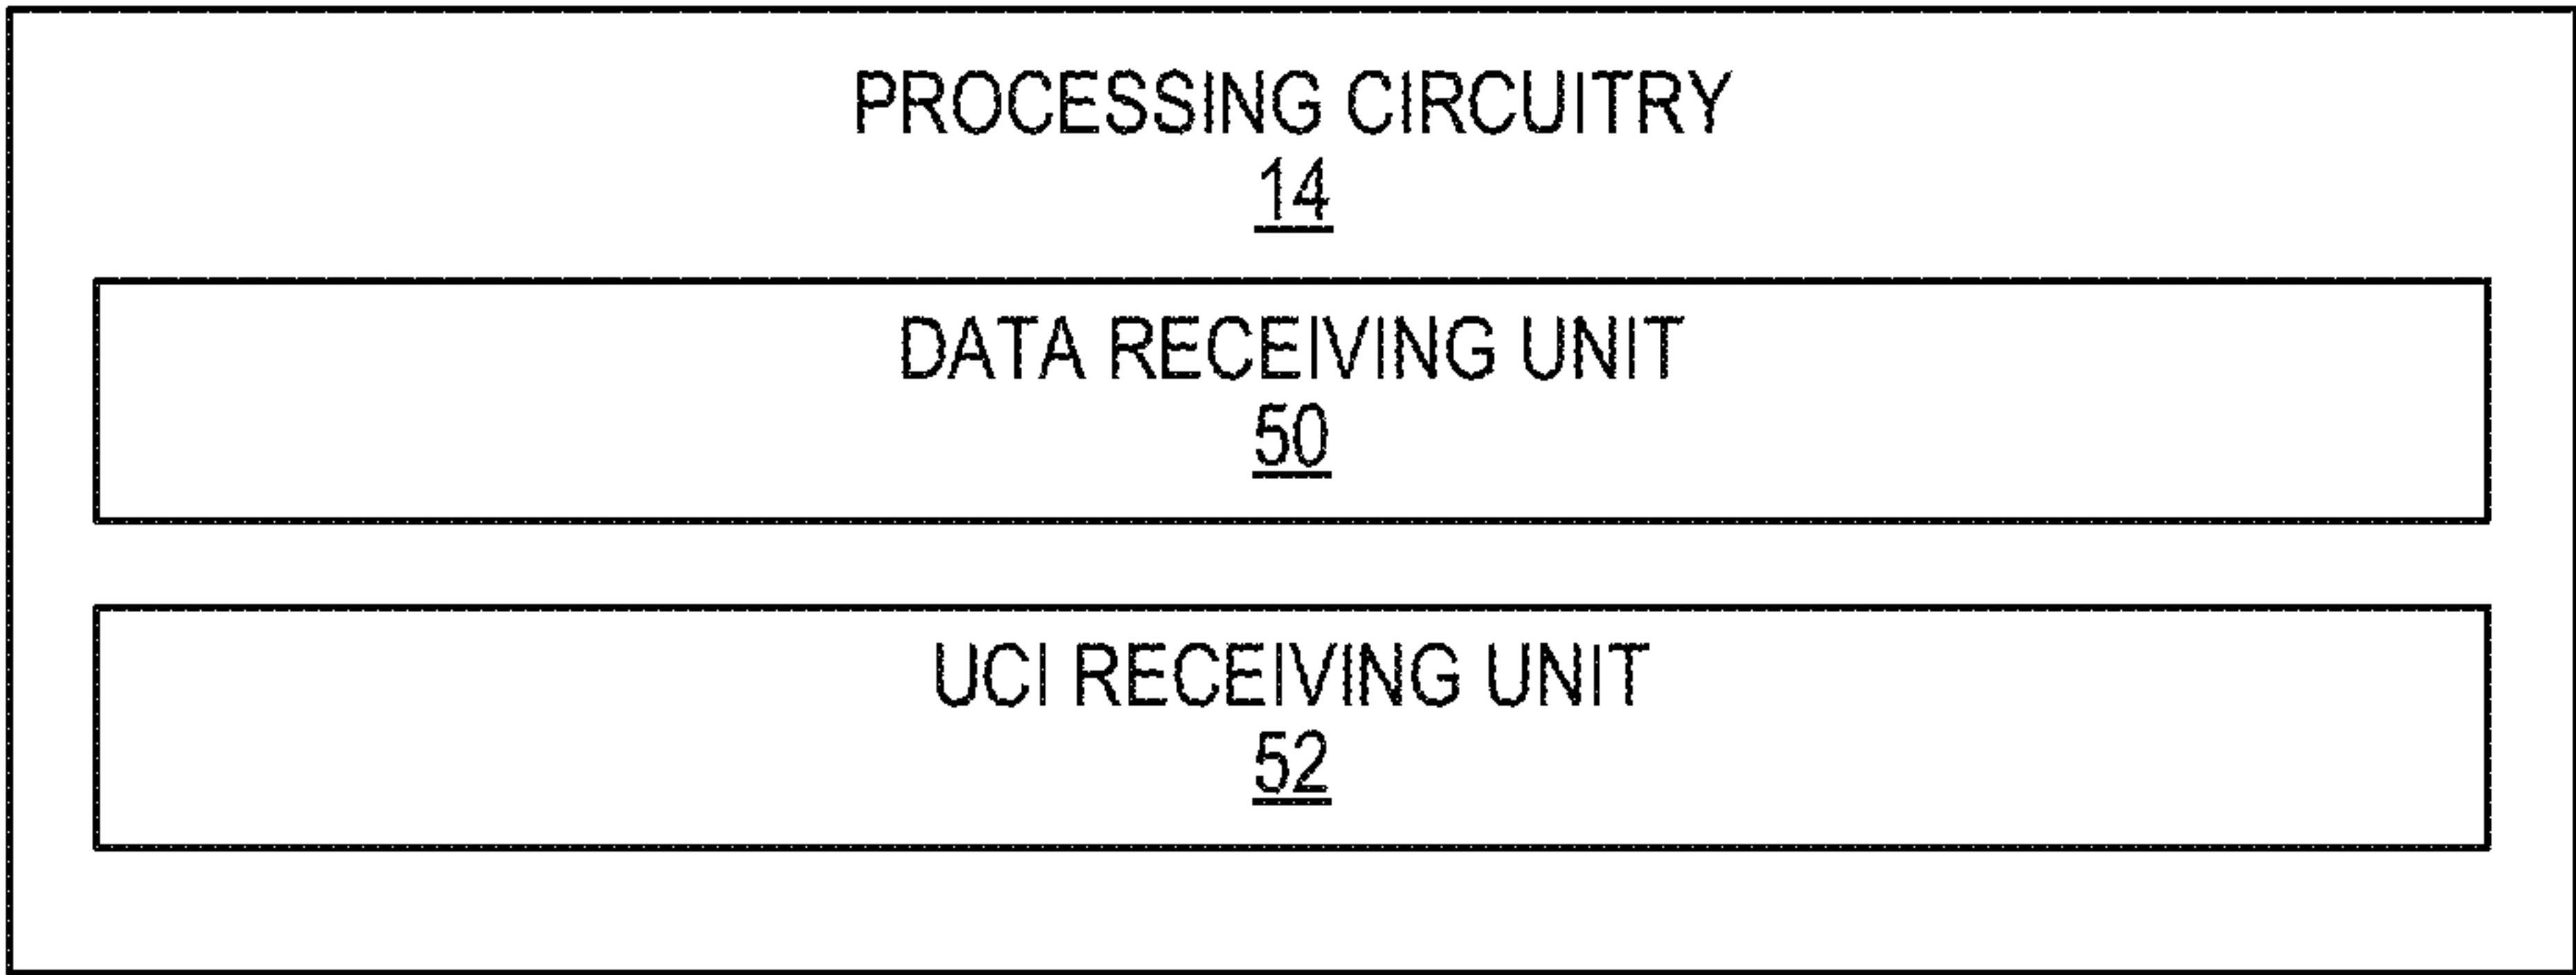 PROCESSING CIRCUITRY
14
DATA RECEIVING UNIT
50
UCI RECEIVING UNIT
52